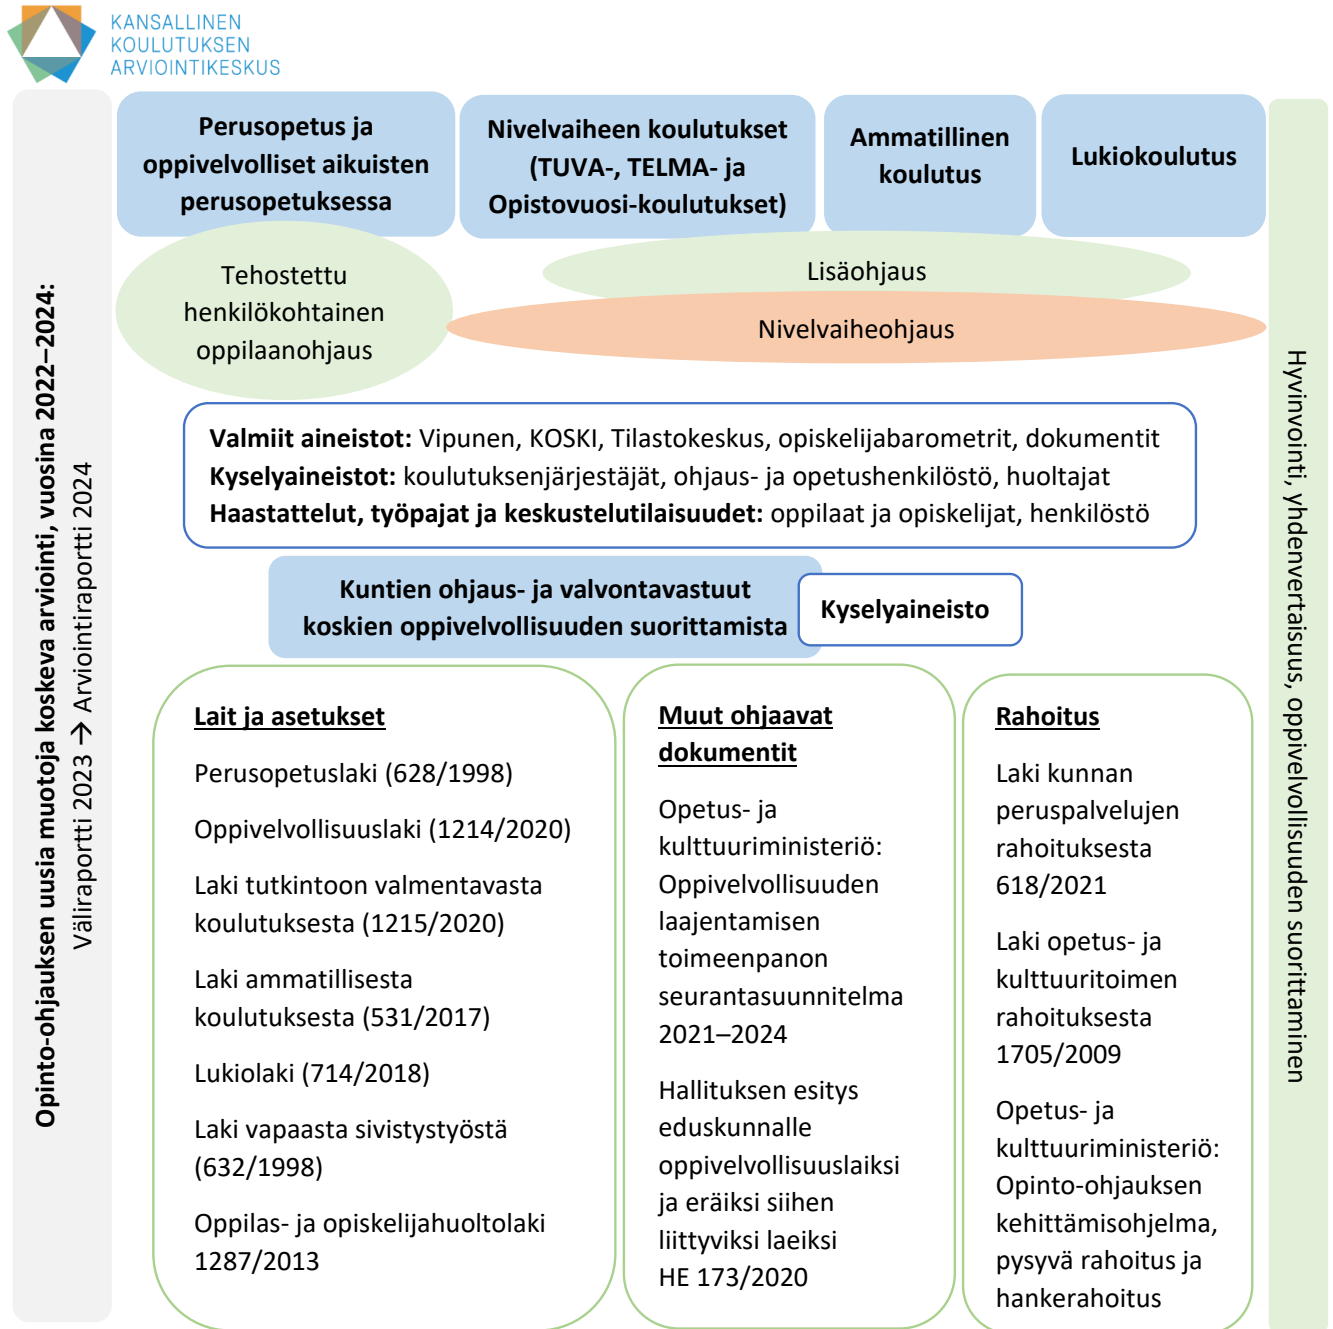 KANSALLINEN
KOULUTUKSEN
ARVIOINTIKESKUS
Opinto-ohjauksen uusia muotoja koskeva arviointi, vuosina 2022–2024:
Väliraportti 2023 → Arviointiraportti 2024
Perusopetus ja
oppivelvolliset aikuisten
perusopetuksessa
Nivelvaiheen koulutukset
(TUVA-, TELMA- ja
Opistovuosi-koulutukset)
Ammatillinen
koulutus
Lukiokoulutus
Tehostettu
henkilökohtainen
oppilaanohjaus
Lisäohjaus
Nivelvaiheohjaus
Valmiit aineistot: Vipunen, KOSKI, Tilastokeskus, opiskelijabarometrit, dokumentit
Kyselyaineistot: koulutuksenjärjestäjät, ohjaus- ja opetushenkilöstö, huoltajat
Haastattelut, työpajat ja keskustelutilaisuudet: oppilaat ja opiskelijat, henkilöstö
Kuntien ohjaus- ja valvontavastuut
koskien oppivelvollisuuden suorittamista
Kyselyaineisto
Lait ja asetukset
Perusopetuslaki (628/1998)
Oppivelvollisuuslaki (1214/2020)
Laki tutkintoon valmentavasta
koulutuksesta (1215/2020)
Laki ammatillisesta
koulutuksesta (531/2017)
Lukiolaki (714/2018)
Laki vapaasta sivistystyöstä
(632/1998)
Oppilas- ja opiskelijahuoltolaki
1287/2013
Muut ohjaavat
dokumentit
Opetus- ja
kulttuuriministeriö:
Oppivelvollisuuden
laajentamisen
toimeenpanon
seurantasuunnitelma
2021–2024
Hallituksen esitys
eduskunnalle
oppivelvollisuuslaiksi
ja eräiksi siihen
liittyviksi laeiksi
HE 173/2020
Rahoitus
Laki kunnan
peruspalvelujen
rahoituksesta
618/2021
Laki opetus- ja
kulttuuritoimen
rahoituksesta
1705/2009
Opetus- ja
kulttuuriministeriö:
Opinto-ohjauksen
kehittämisohjelma,
pysyvä rahoitus ja
hankerahoitus
Hyvinvointi, yhdenvertaisuus, oppivelvollisuuden suorittaminen